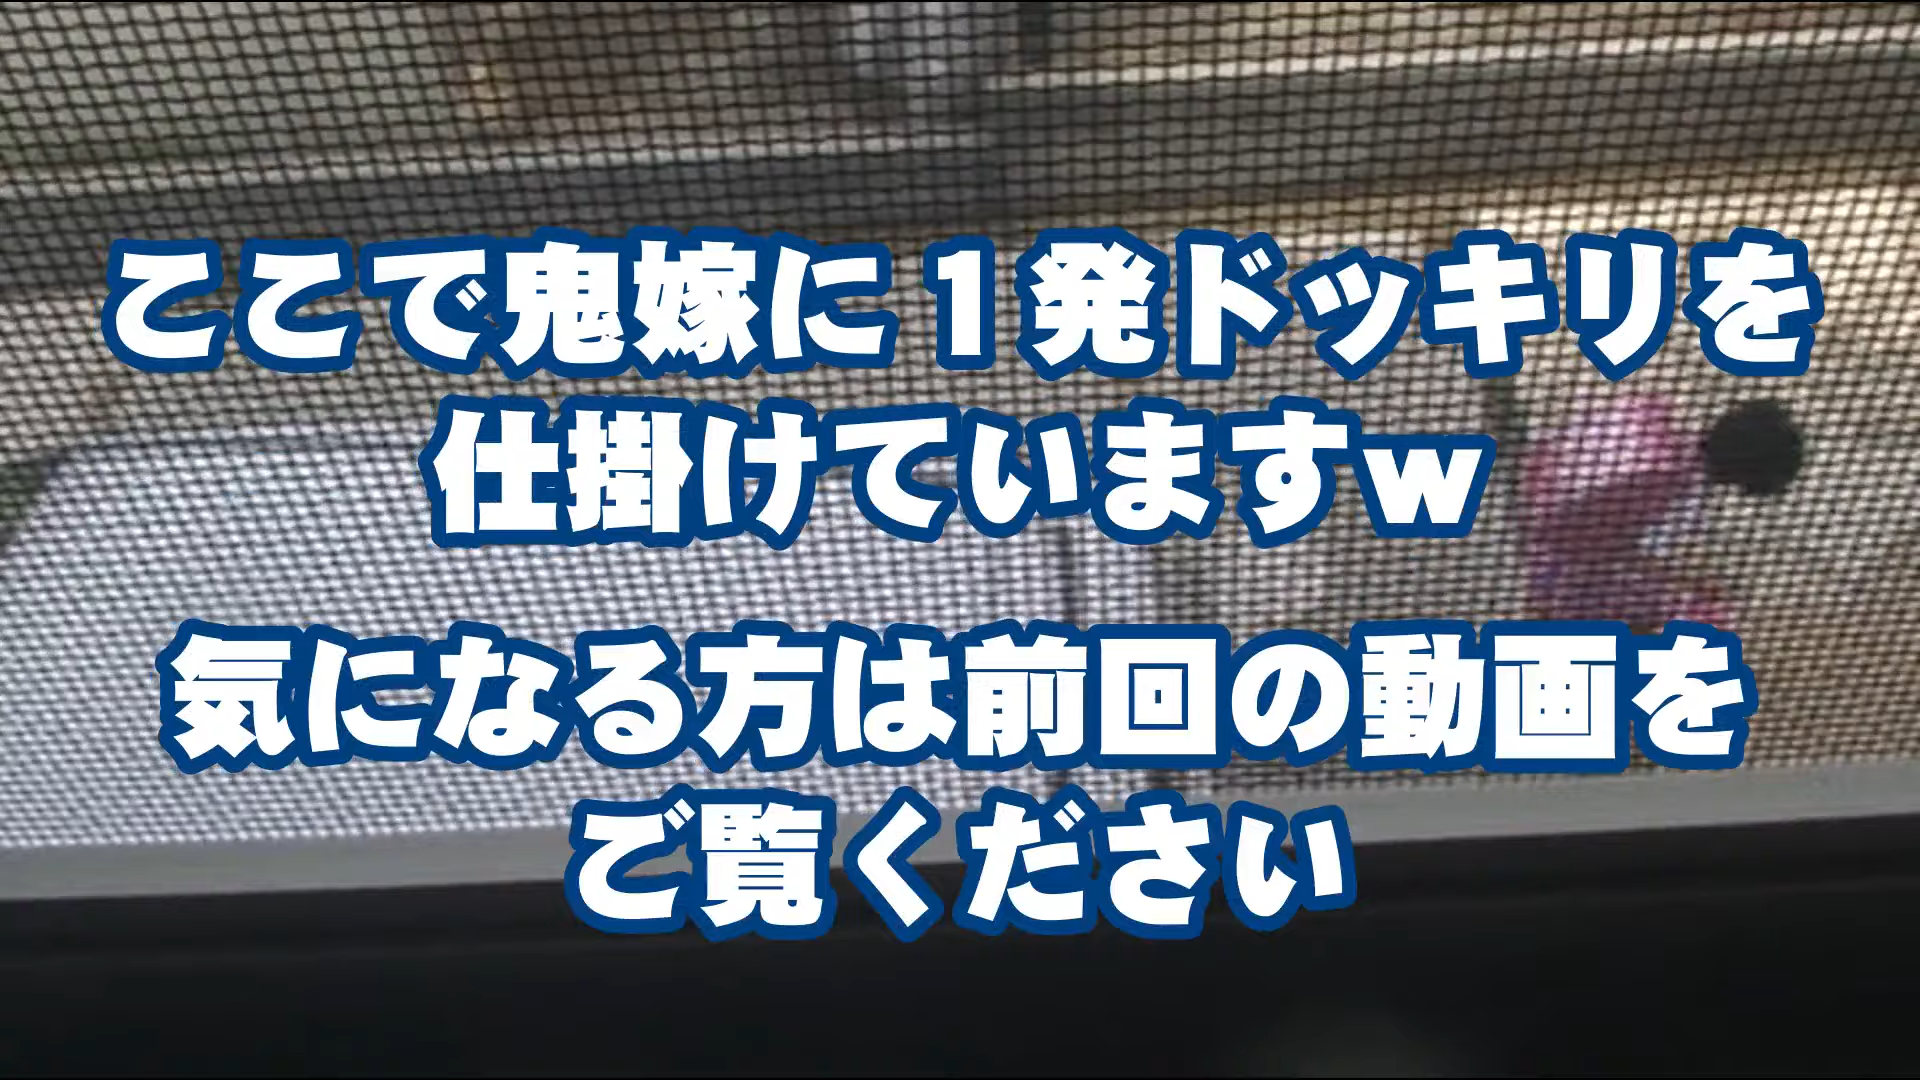 ここで鬼嫁に１発ドッキリを
仕掛けていますｗ
気になる方は前回の動画を
ご覧ください